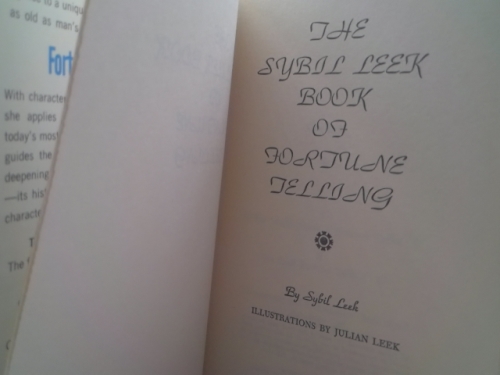 as old as man's
Fort
With character
she applies
today's most
guides the
deepening
—its his
characte
THE
SYBIL LEEK
BOOK
OF
FORTUNE
TELLING
By Sybil Leek
ILLUSTRATIONS BY JULIAN LEEK